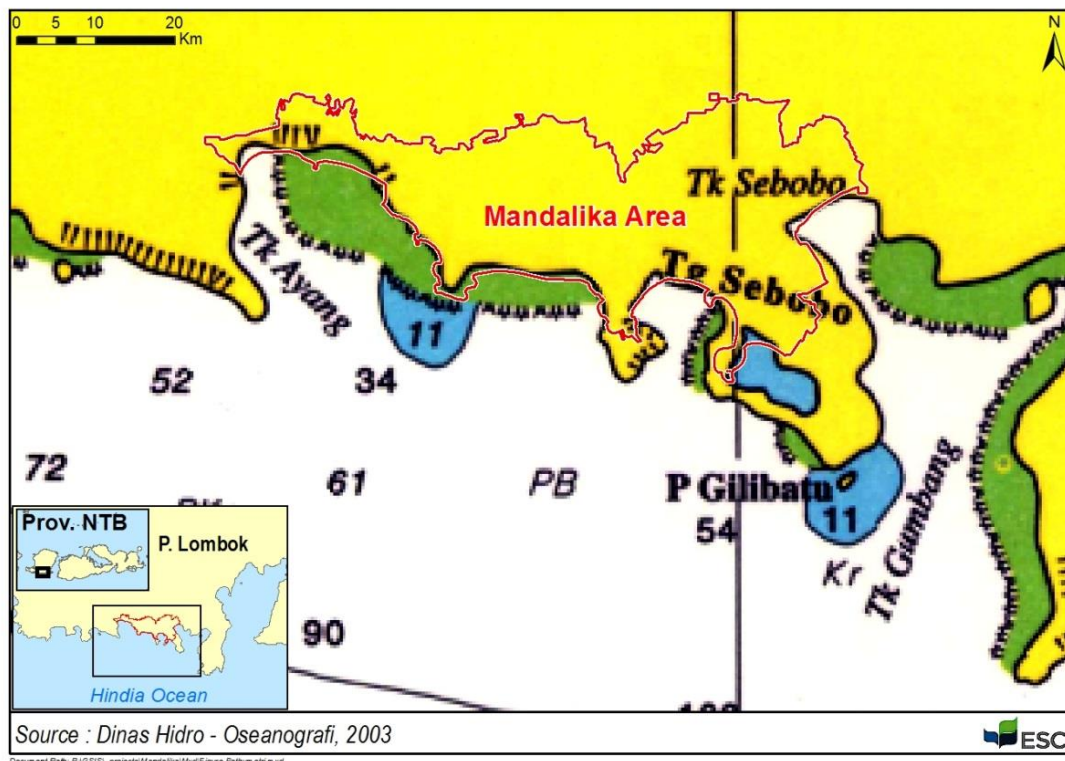 0 5 10 20
Km
N
Tk Sebobo
Mandalika Area
Tg Sebobo
Tk Ayang
11
52
34
72
61
PB
P Gilibatu
11
54
Kr
Tk Gumbang
90
Prov. NTB
P. Lombok
Hindia Ocean
Source : Dinas Hidro - Oseanografi, 2003
ESC